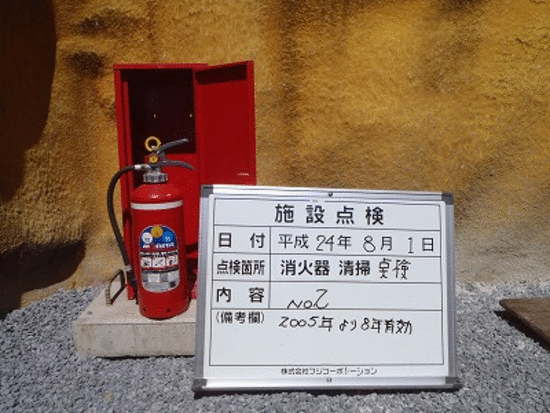 施設点検
日付 平成 24年 8月 1日
点検箇所 消火器 清掃 点検
内容 No2
(備考欄) 2005年より8年有効
株式会社フジコーポレーション